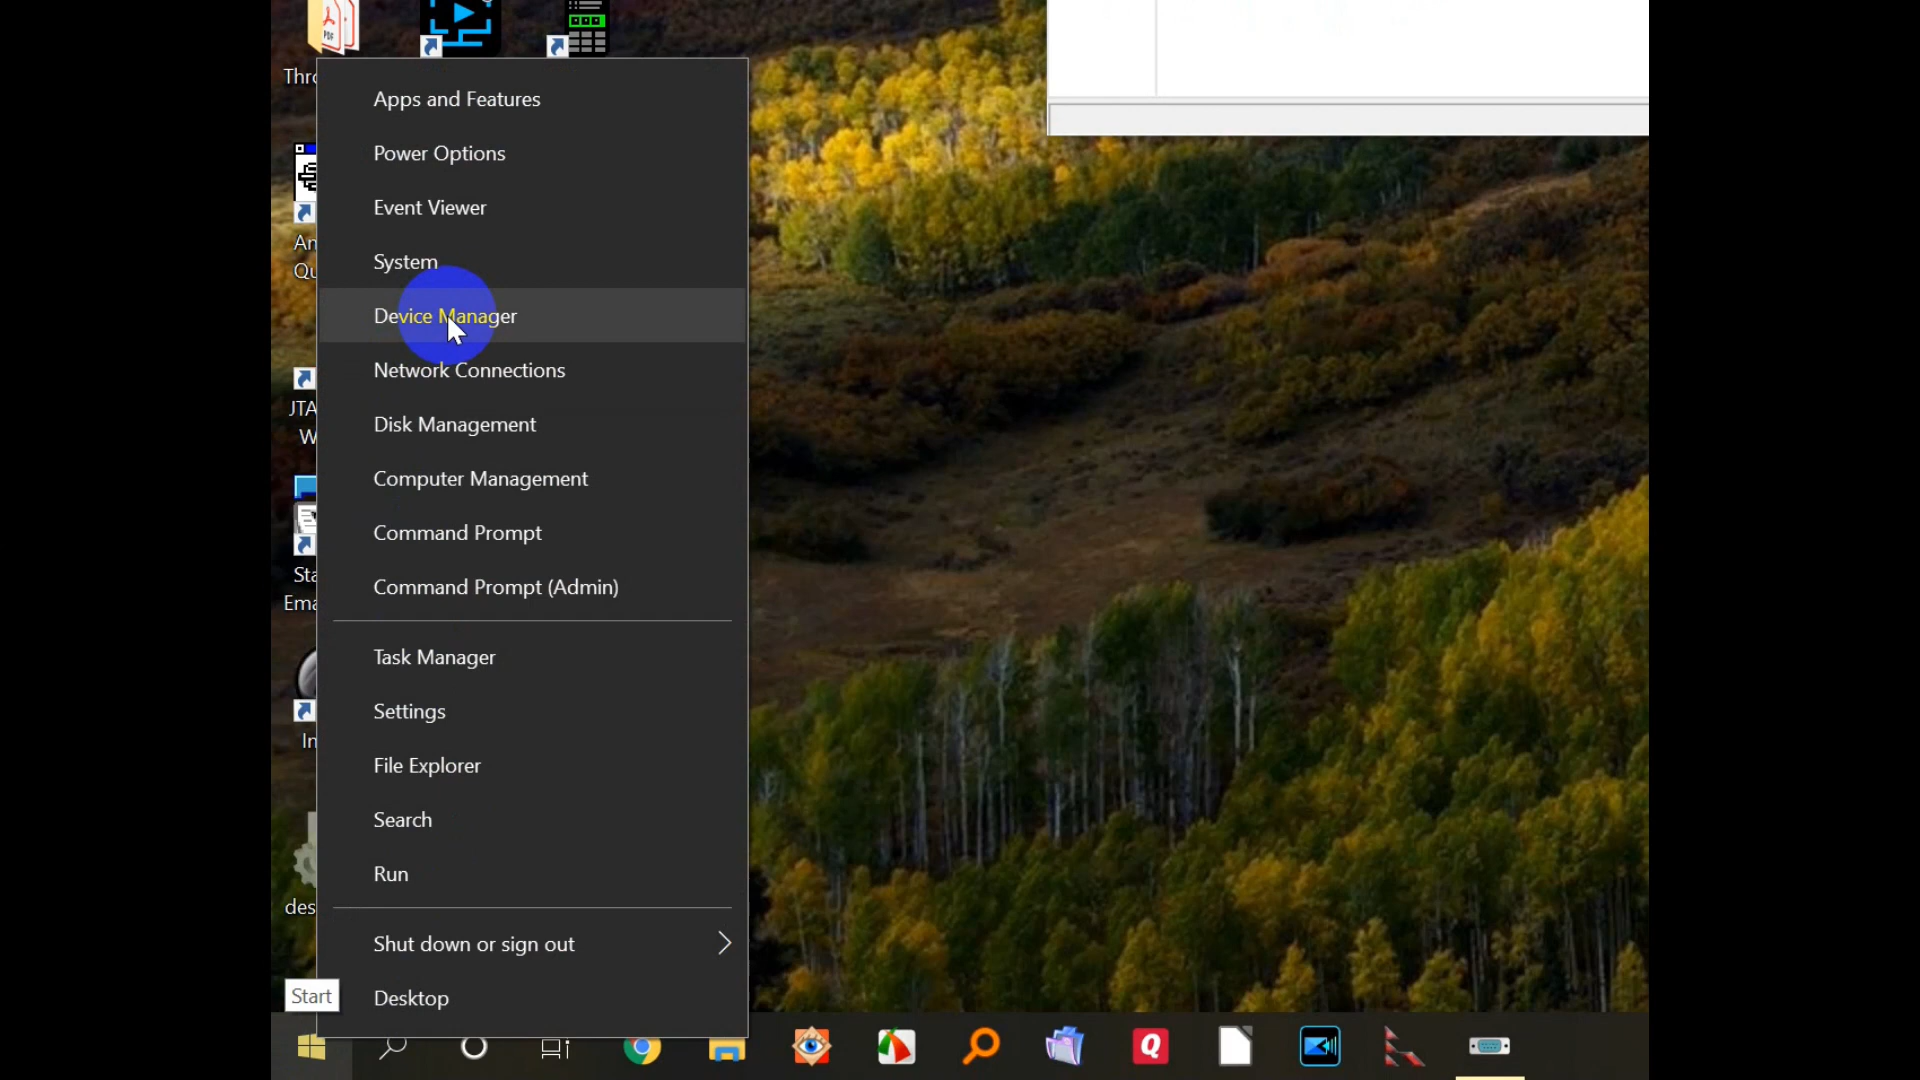 PDF
Apps and Features
Power Options
Event Viewer
System
Device Manager
Network Connections
Disk Management
Computer Management
Command Prompt
Command Prompt (Admin)
Task Manager
Settings
File Explorer
Search
Run
Shut down or sign out
Desktop
Start
Q